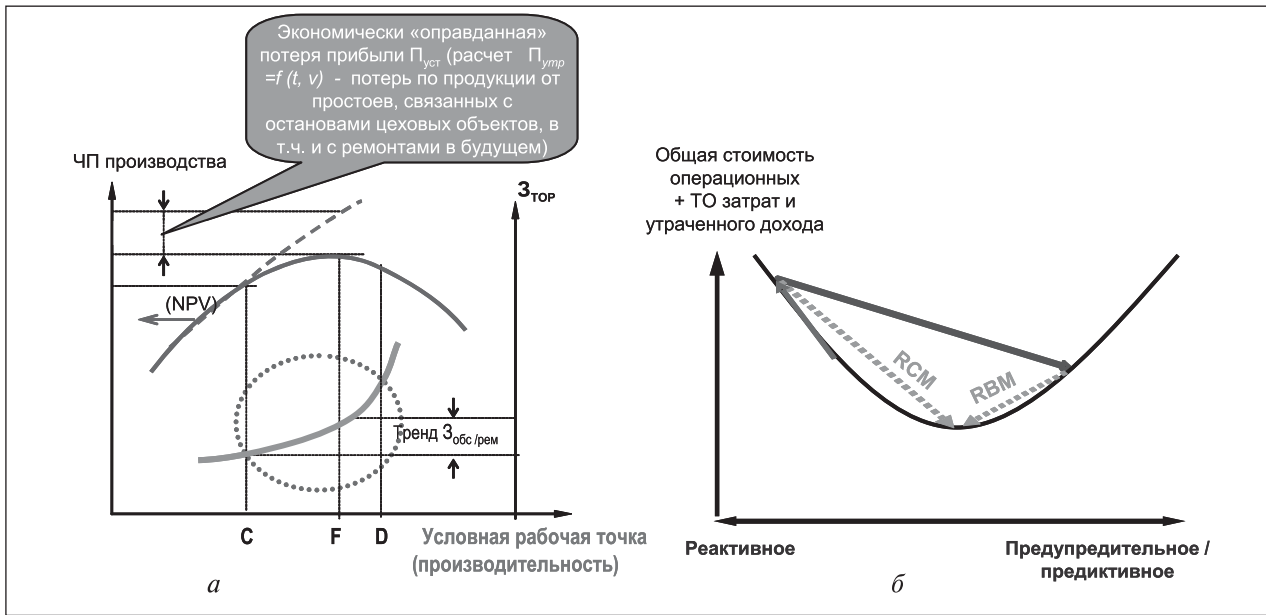 Экономически «оправданная»
потеря прибыли Пуст (расчет Путр
=f (t, v) - потерь по продукции от
простоев, связанных с
остановами цеховых объектов, в
т.ч. и с ремонтами в будущем)
ЧП производства
ЗТОР
(NPV)
Тренд Зобс /рем
C F D
Условная рабочая точка
(производительность)
а
Общая стоимость
операционных
+ ТО затрат и
утраченного дохода
RCM
RBM
Реактивное
Предупредительное /
предиктивное
б